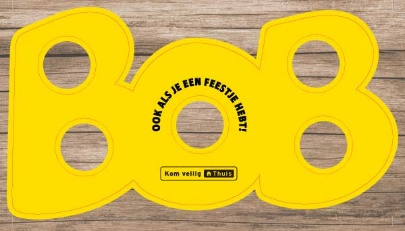 BOB
OOK ALS JE EEN FEESTJE HEBT!
Kom veilig Thuis